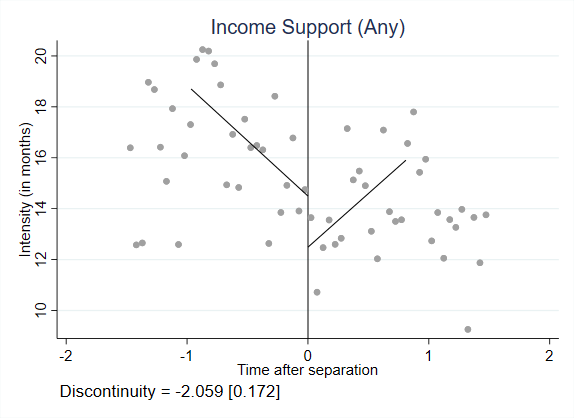 Income Support (Any)
Intensity (in months)
20
18
16
14
12
10
-2 -1 0 1 2
Time after separation
Discontinuity = -2.059 [0.172]